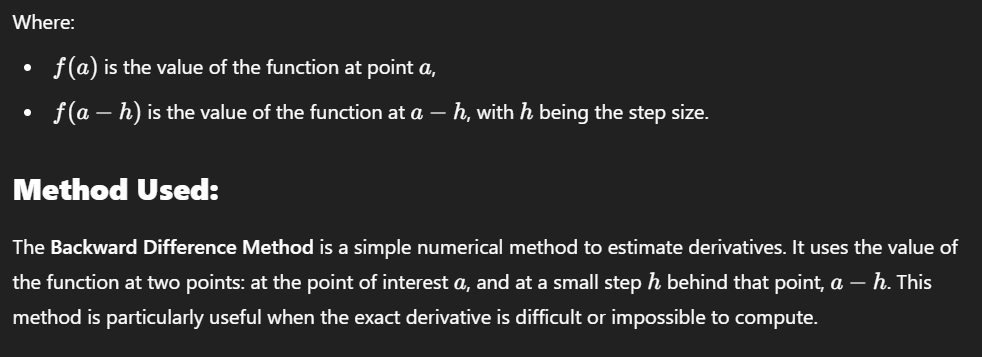 Where:
• f(a) is the value of the function at point a,
• f(a − h) is the value of the function at a − h, with h being the step size.
Method Used:
The Backward Difference Method is a simple numerical method to estimate derivatives. It uses the value of
the function at two points: at the point of interest a, and at a small step h behind that point, a − h. This
method is particularly useful when the exact derivative is difficult or impossible to compute.